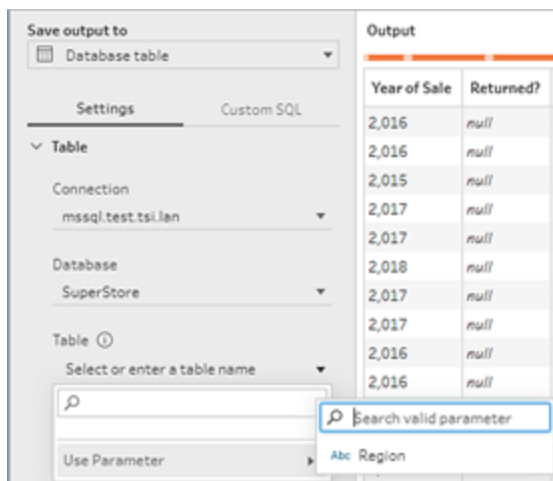 Save output to
Database table
Settings Custom SQL
Table
Connection
mssql.test.tsi.lan
Database
SuperStore
Table
Select or enter a table name
Use Parameter
Output
Year of Sale Returned?
2,016 null
2,016 null
2,015 null
2,017 null
2,017 null
2,018 null
2,017 null
2,017 null
2,016 null
2,016 null
Search valid parameter
Abc Region